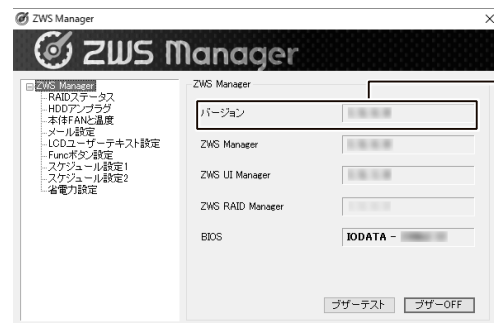 ZWS Manager
ZWS Manager
ZWS Manager
RAIDステータス
HDDアンプラグ
本体FANと温度
メール設定
LCDユーザーテキスト設定
Funcボタン設定
スケジュール設定1
スケジュール設定2
省電力設定
ZWS Manager
バージョン
ZWS Manager
ZWS UI Manager
ZWS RAID Manager
BIOS
IODATA -
ブザーテスト
ブザーOFF